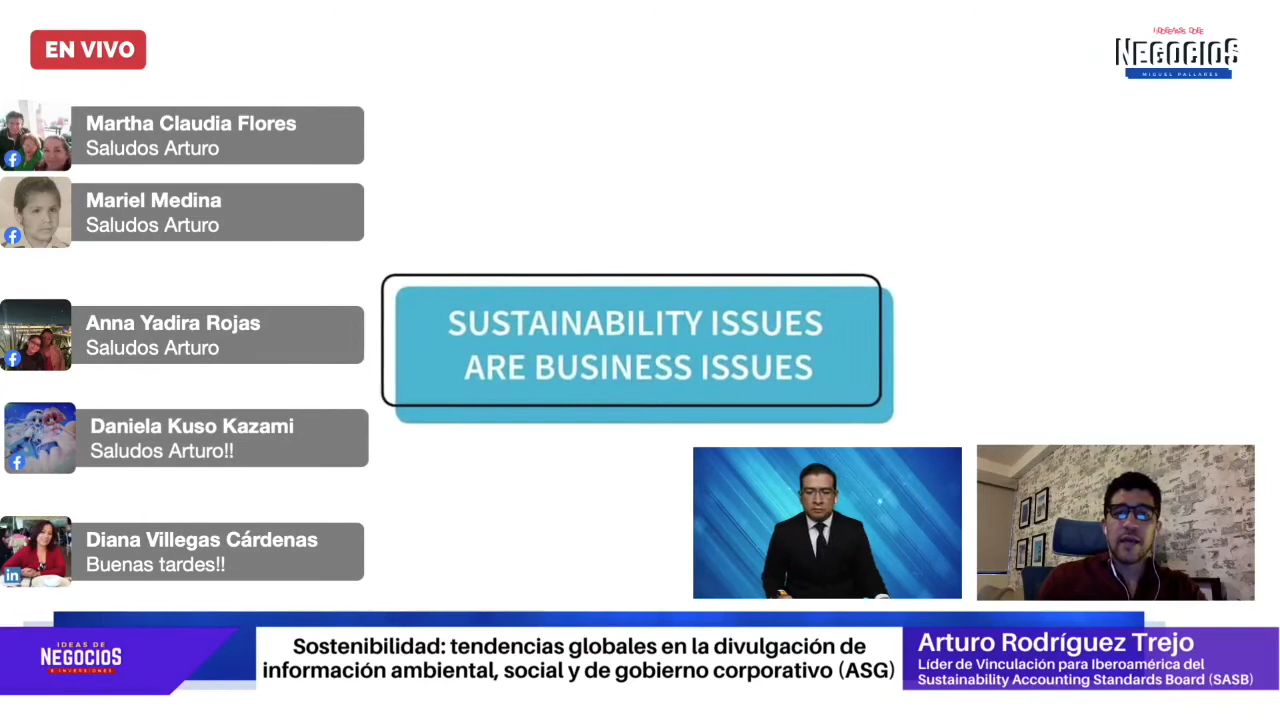 EN VIVO
IDEAS DE
NEGOCIOS
MIGUEL PALLARES
Martha Claudia Flores
Saludos Arturo
Mariel Medina
Saludos Arturo
Anna Yadira Rojas
Saludos Arturo
Daniela Kuso Kazami
Saludos Arturo!!
Diana Villegas Cárdenas
Buenas tardes!!
SUSTAINABILITY ISSUES
ARE BUSINESS ISSUES
IDEAS DE
NEGOCIOS
E INVERSIONES
Sostenibilidad: tendencias globales en la divulgación de
información ambiental, social y de gobierno corporativo (ASG)
Arturo Rodríguez Trejo
Líder de Vinculación para Iberoamérica del
Sustainability Accounting Standards Board (SASB)